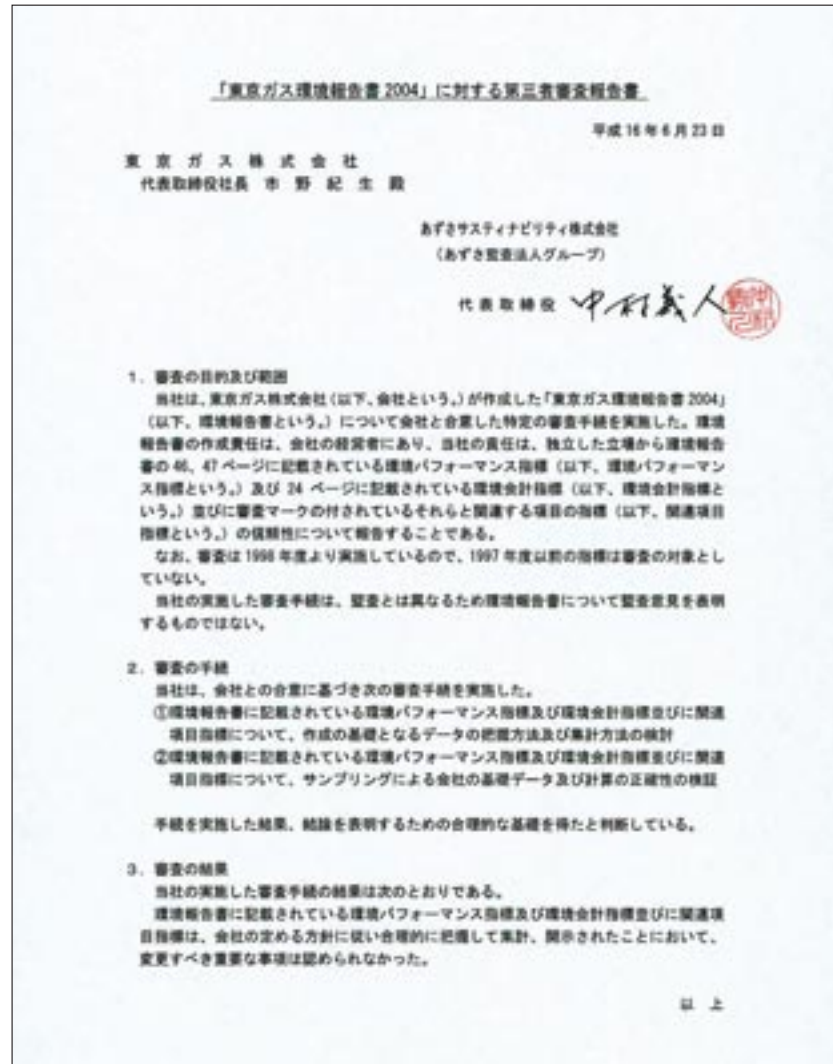 「東京ガス環境報告書 2004」に対する第三者審査報告書
平成 16 年 6 月 23 日
東京ガス株式会社
代表取締役社長 市野紀生 殿
あずさサスティナビリティ株式会社
（あずさ監査法人グループ）
代表取締役 中村義人
1．審査の目的及び範囲
当社は、東京ガス株式会社（以下、会社という。）が作成した「東京ガス環境報告書 2004」
（以下、環境報告書という。）について会社と合意した特定の審査手続を実施した。環境
報告書の作成責任は、会社の経営者にあり、当社の責任は、独立した立場から環境報告
書の 46、47 ページに記載されている環境パフォーマンス指標（以下、環境パフォーマン
ス指標という。）及び 24 ページに記載されている環境会計指標（以下、環境会計指標と
いう。）並びに審査マークの付されているそれらと関連する項目の指標（以下、関連項目
指標という。）の信頼性について報告することである。
なお、審査は 1998 年度より実施しているので、1997 年度以前の指標は審査の対象とし
ていない。
当社の実施した審査手続は、監査とは異なるため環境報告書について監査意見を表明
するものではない。
2．審査の手続
当社は、会社との合意に基づき次の審査手続を実施した。
①環境報告書に記載されている環境パフォーマンス指標及び環境会計指標並びに関連
項目指標について、作成の基礎となるデータの把握方法及び集計方法の検討
②環境報告書に記載されている環境パフォーマンス指標及び環境会計指標並びに関連
項目指標について、サンプリングによる会社の基礎データ及び計算の正確性の検証
手続を実施した結果、結論を表明するための合理的な基礎を得たと判断している。
3．審査の結果
当社の実施した審査手続の結果は次のとおりである。
環境報告書に記載されている環境パフォーマンス指標及び環境会計指標並びに関連項
目指標は、会社の定める方針に従い合理的に把握して集計、開示されたことにおいて、
変更すべき重要な事項は認められなかった。
以上